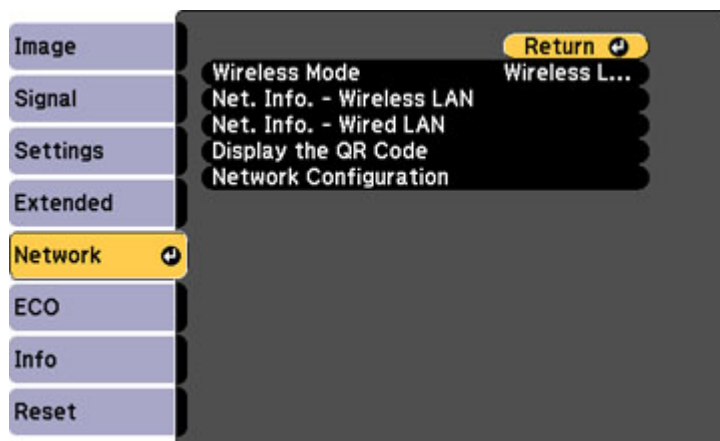 Image
Signal
Settings
Extended
Network
ECO
Info
Reset
Return
Wireless Mode Wireless L...
Net. Info. - Wireless LAN
Net. Info. - Wired LAN
Display the QR Code
Network Configuration